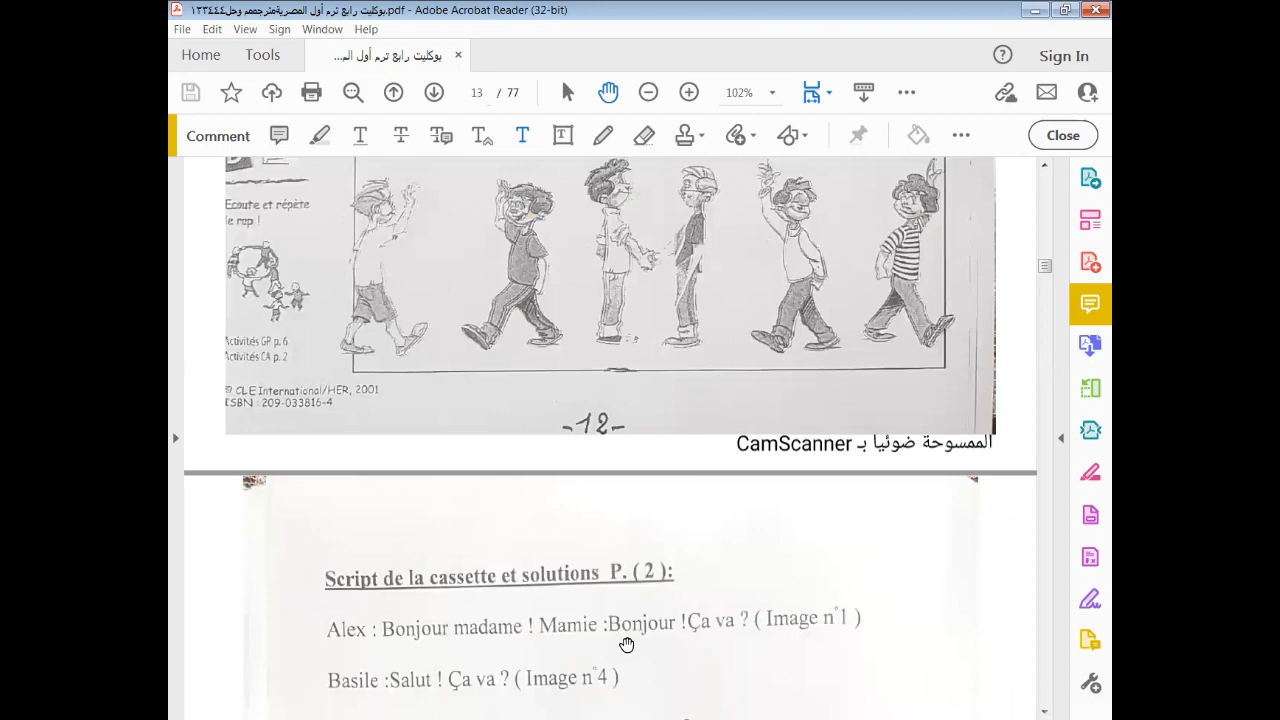 بوكليت رابع ترم أول المصريةمترجممم وحل١٢٣٤٤٤.pdf - Adobe Acrobat Reader (32-bit)
File Edit View Sign Window Help
Home Tools بوكليت رابع ترم أول الم... × Sign In
13 / 77 102%
Comment Close
Ecoute et répète
le rap !
Activités GP p. 6
Activités CA p. 2
© CLE International/HER, 2001
ISBN : 209-033816-4
-12-
الممسوحة ضوئيا بـ CamScanner
Script de la cassette et solutions P. ( 2 ):
Alex : Bonjour madame ! Mamie :Bonjour !Ça va ? ( Image n°1 )
Basile :Salut ! Ça va ? ( Image n°4 )